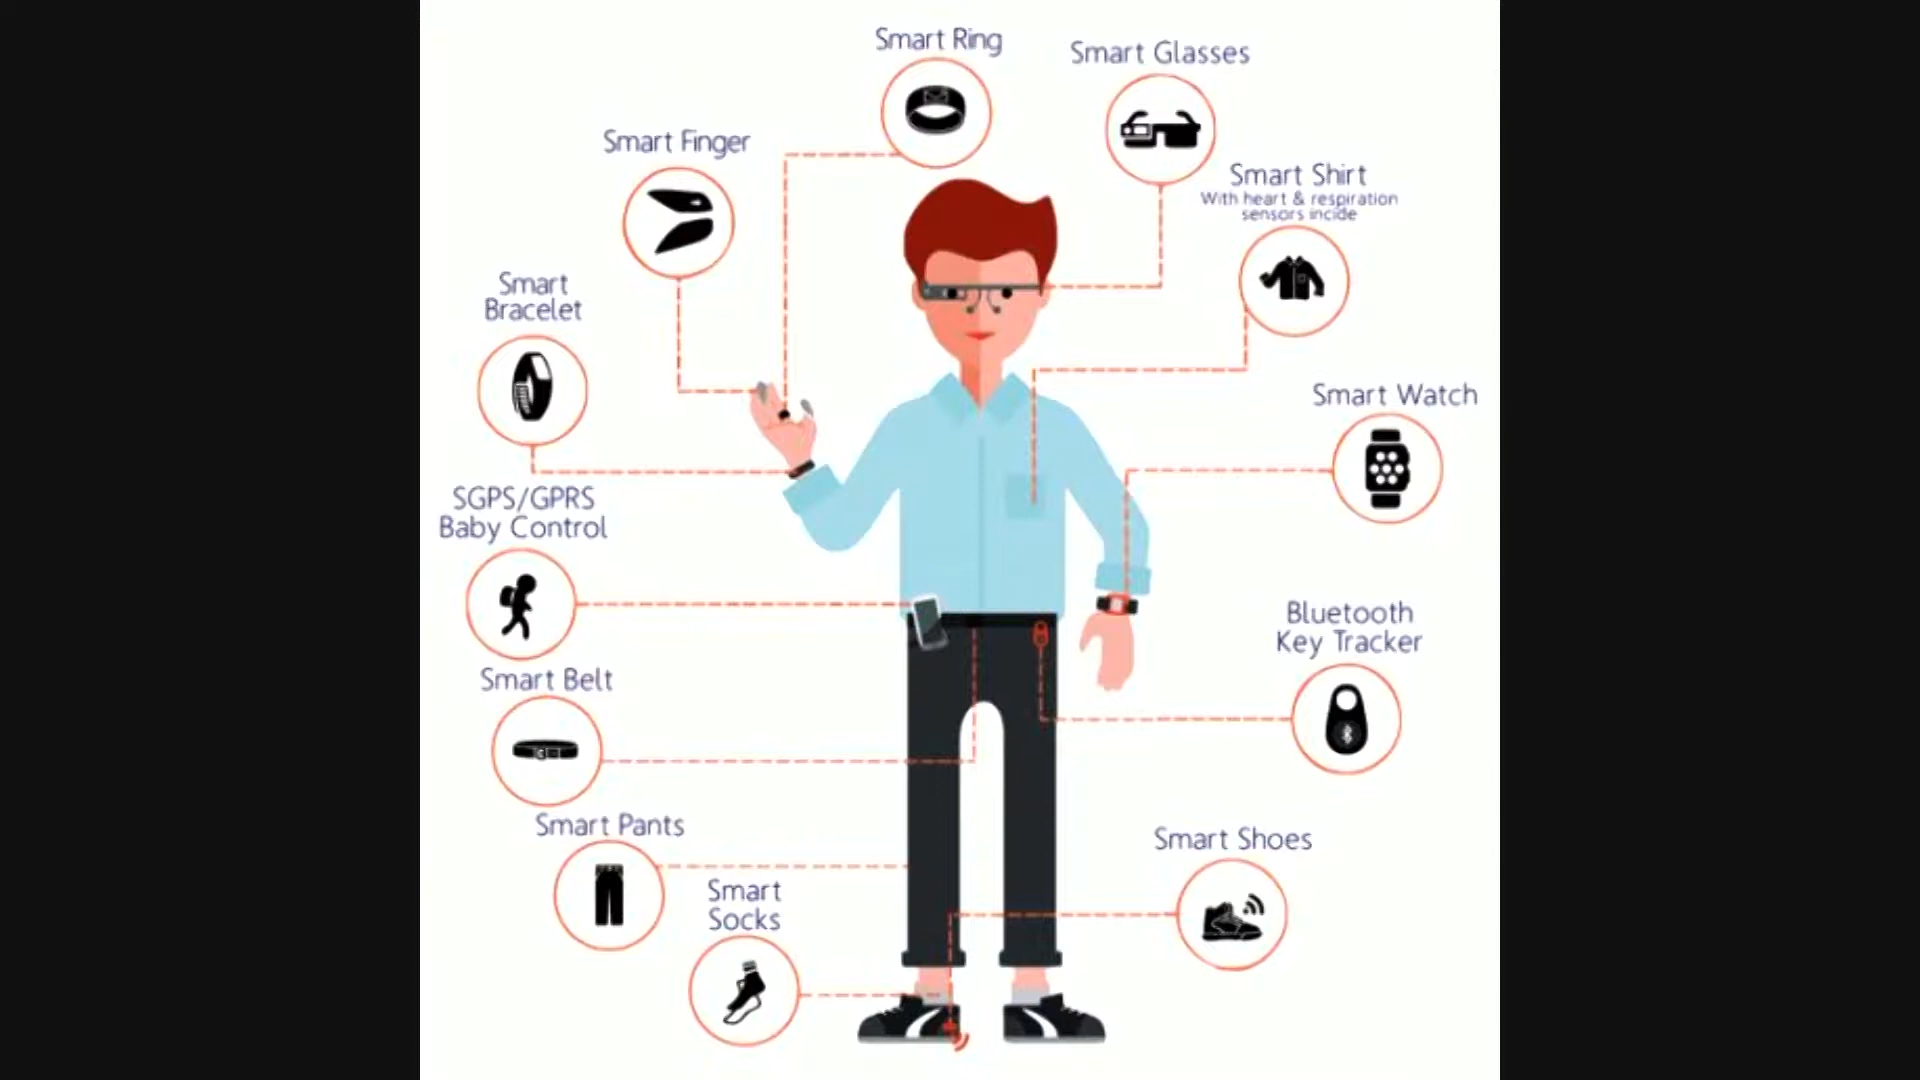 Smart Ring
Smart Glasses
Smart Finger
Smart Shirt
With heart & respiration
sensors incide
Smart
Bracelet
Smart Watch
SGPS/GPRS
Baby Control
Bluetooth
Key Tracker
Smart Belt
Smart Pants
Smart Shoes
Smart
Socks